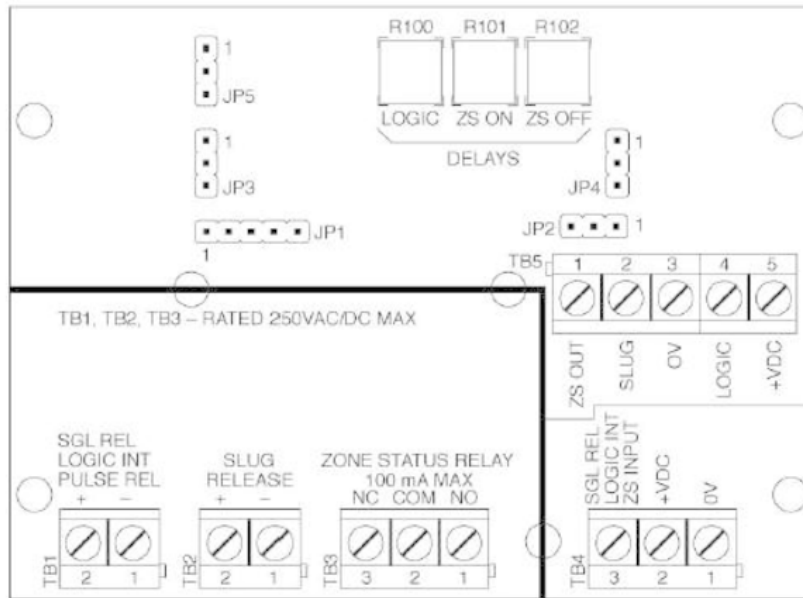 R100 R101 R102
1
JP5
LOGIC ZS ON ZS OFF
DELAYS
1
JP3
1
JP4
JP1
1
JP2 1
TB5 1 2 3 4 5
ZS OUT
SLUG
0V
LOGIC
+VDC
TB1, TB2, TB3 – RATED 250VAC/DC MAX
SGL REL
LOGIC INT
PULSE REL
+ –
TB1 2 1
SLUG
RELEASE
+ –
TB2 2 1
ZONE STATUS RELAY
100 mA MAX
NC COM NO
TB3 3 2 1
SGL REL
LOGIC INT
ZS INPUT
+VDC
0V
TB4 3 2 1